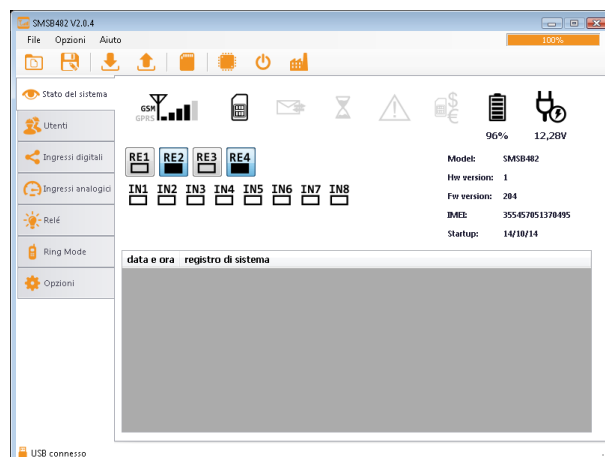 SMSB482 V2.0.4
File Opzioni Aiuto
100%
Stato del sistema
Utenti
Ingressi digitali
Ingressi analogici
Relé
Ring Mode
Opzioni
GSM
GPRS
96% 12,28V
RE1 RE2 RE3 RE4
IN1 IN2 IN3 IN4 IN5 IN6 IN7 IN8
Model: SMSB482
Hw version: 1
Fw version: 204
IMEI: 355457051370495
Startup: 14/10/14
data e ora registro di sistema
USB connesso